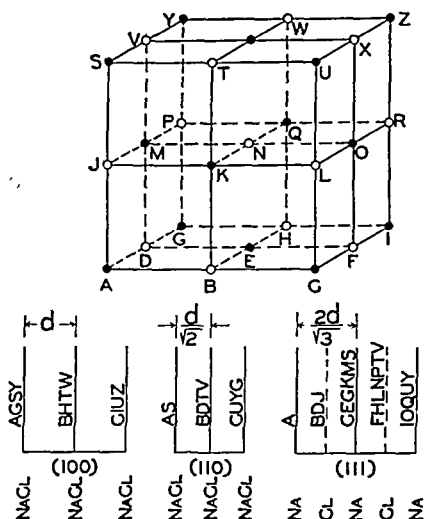 Y W Z
V X
S T U
P Q R
M N O
J K L
G H I
D E F
A B C
d
d/√2
2d/√3
AGSY
BHTW
CIUZ
AS
BDTV
CUYG
A
BDJ
CEGKMS
FHLNPTV
IOQUY
(100)
(110)
(111)
NACL
NACL
NACL
NACL
NACL
NACL
NA
CL
NA
CL
NA